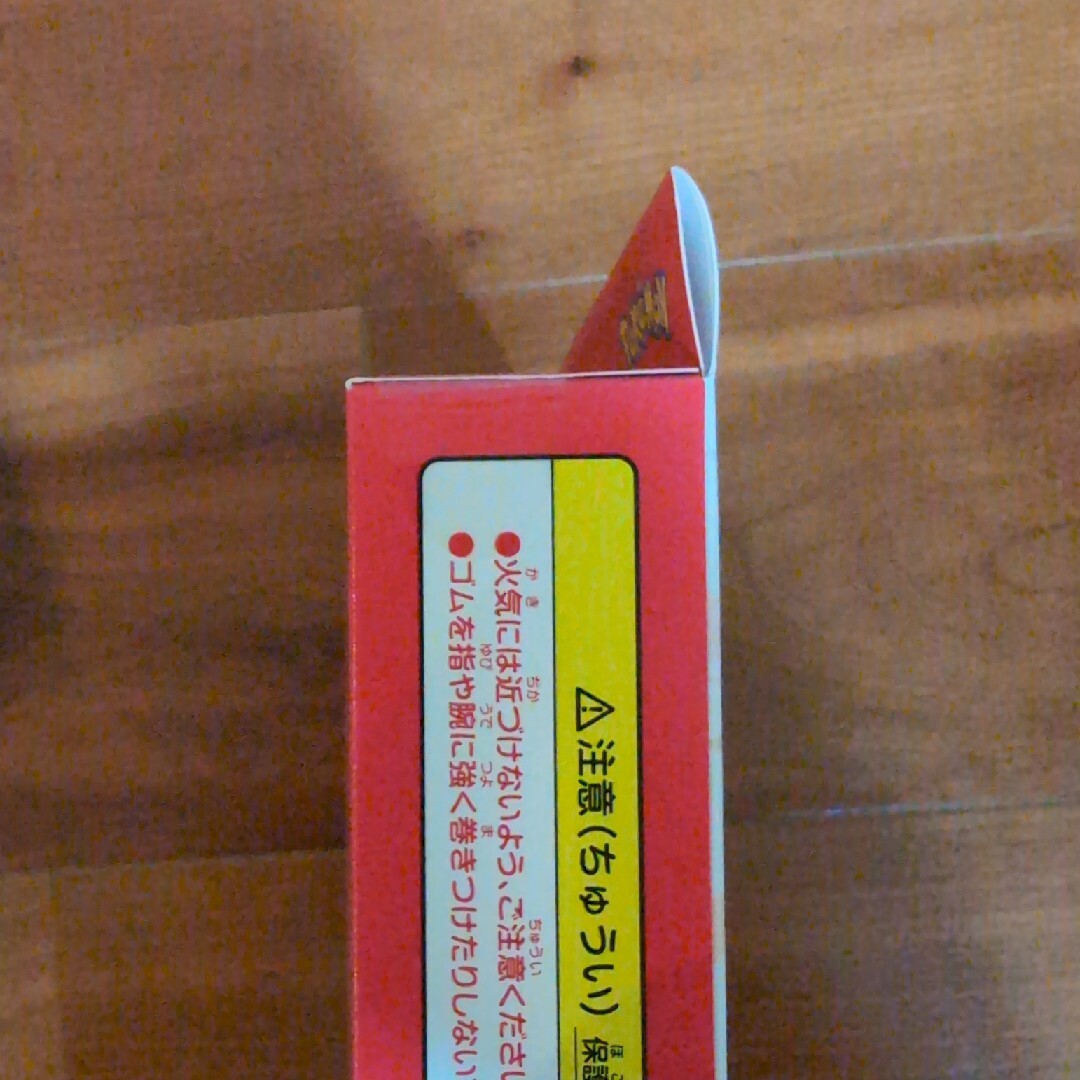 ⚠注意(ちゅうい) 保護
●火気には近づけないよう、ご注意くださ
●ゴムを指や腕に強く巻きつけたりしない